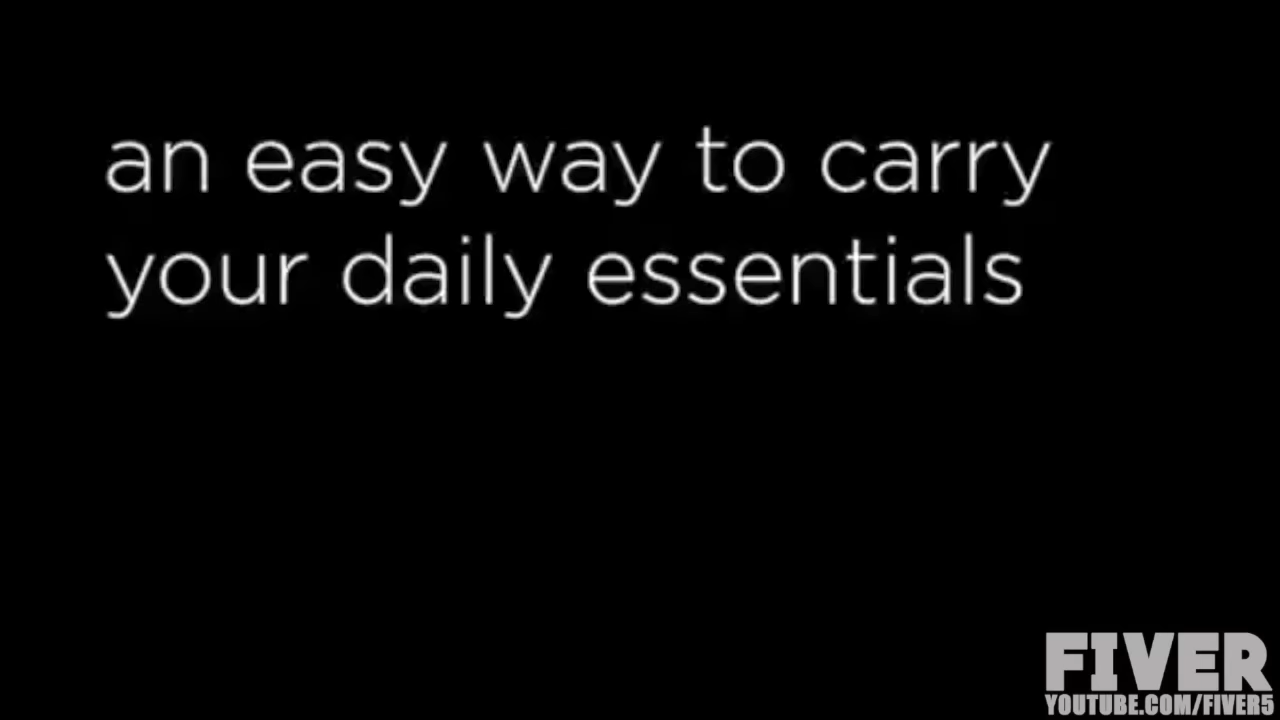 an easy way to carry
your daily essentials
FIVER
YOUTUBE.COM/FIVER5